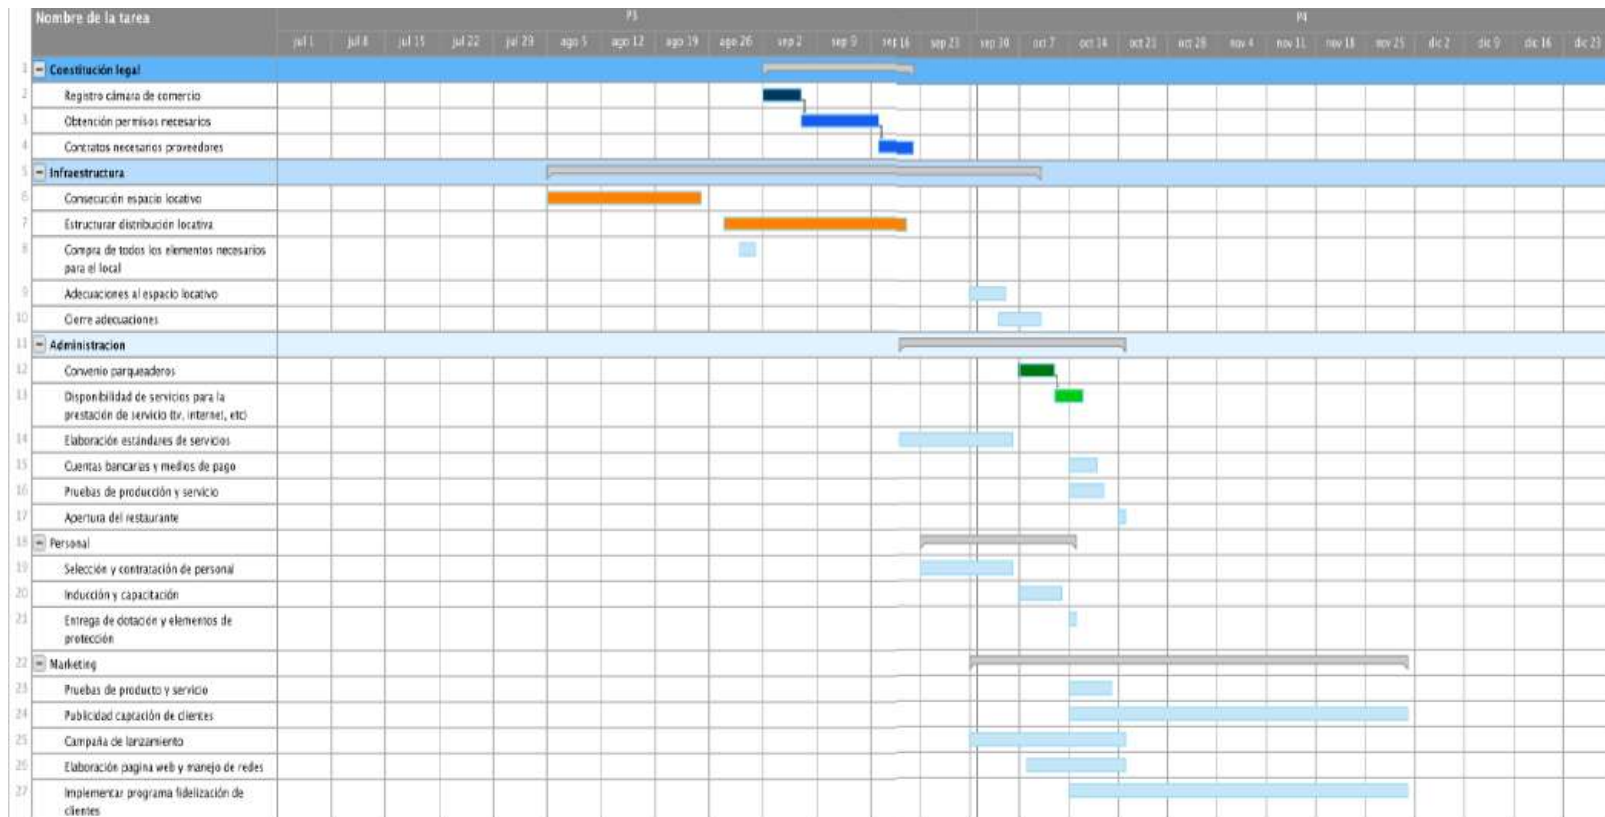 Nombre de la tarea
P3
P4
jul 1 jul 8 jul 15 jul 22 jul 29 ago 5 ago 12 ago 19 ago 26 sep 2 sep 9 sep 16 sep 23 sep 30 oct 7 oct 14 oct 21 oct 28 nov 4 nov 11 nov 18 nov 25 dic 2 dic 9 dic 16 dic 23
1 Constitución legal
2 Registro cámara de comercio
3 Obtención permisos necesarios
4 Contratos necesarios proveedores
5 Infraestructura
6 Consecución espacio locativo
7 Estructurar distribución locativa
8 Compra de todos los elementos necesarios
para el local
9 Adecuaciones al espacio locativo
10 Cierre adecuaciones
11 Administracion
12 Convenio parqueaderos
13 Disponibilidad de servicios para la
prestación de servicio (tv, internet, etc)
14 Elaboración estándares de servicios
15 Cuentas bancarias y medios de pago
16 Pruebas de producción y servicio
17 Apertura del restaurante
18 Personal
19 Selección y contratación de personal
20 Inducción y capacitación
21 Entrega de dotación y elementos de
protección
22 Marketing
23 Pruebas de producto y servicio
24 Publicidad captación de clientes
25 Campaña de lanzamiento
26 Elaboración pagina web y manejo de redes
27 Implementar programa fidelización de
clientes